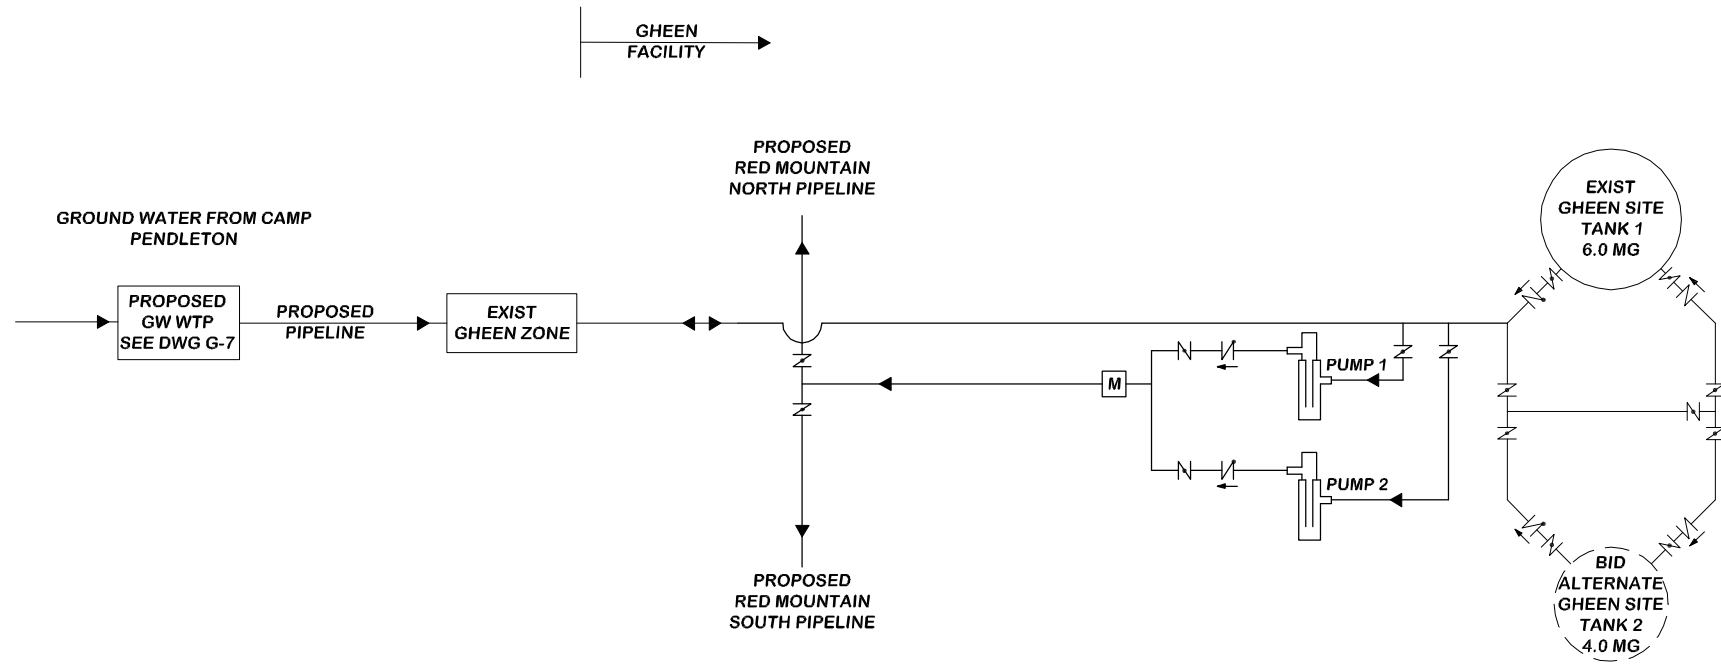 GHEEN
FACILITY
PROPOSED
RED MOUNTAIN
NORTH PIPELINE
EXIST
GHEEN SITE
TANK 1
6.0 MG
GROUND WATER FROM CAMP
PENDLETON
PROPOSED
GW WTP
SEE DWG G-7
PROPOSED
PIPELINE
EXIST
GHEEN ZONE
PUMP 1
M
PUMP 2
PROPOSED
RED MOUNTAIN
SOUTH PIPELINE
BID
ALTERNATE
GHEEN SITE
TANK 2
4.0 MG